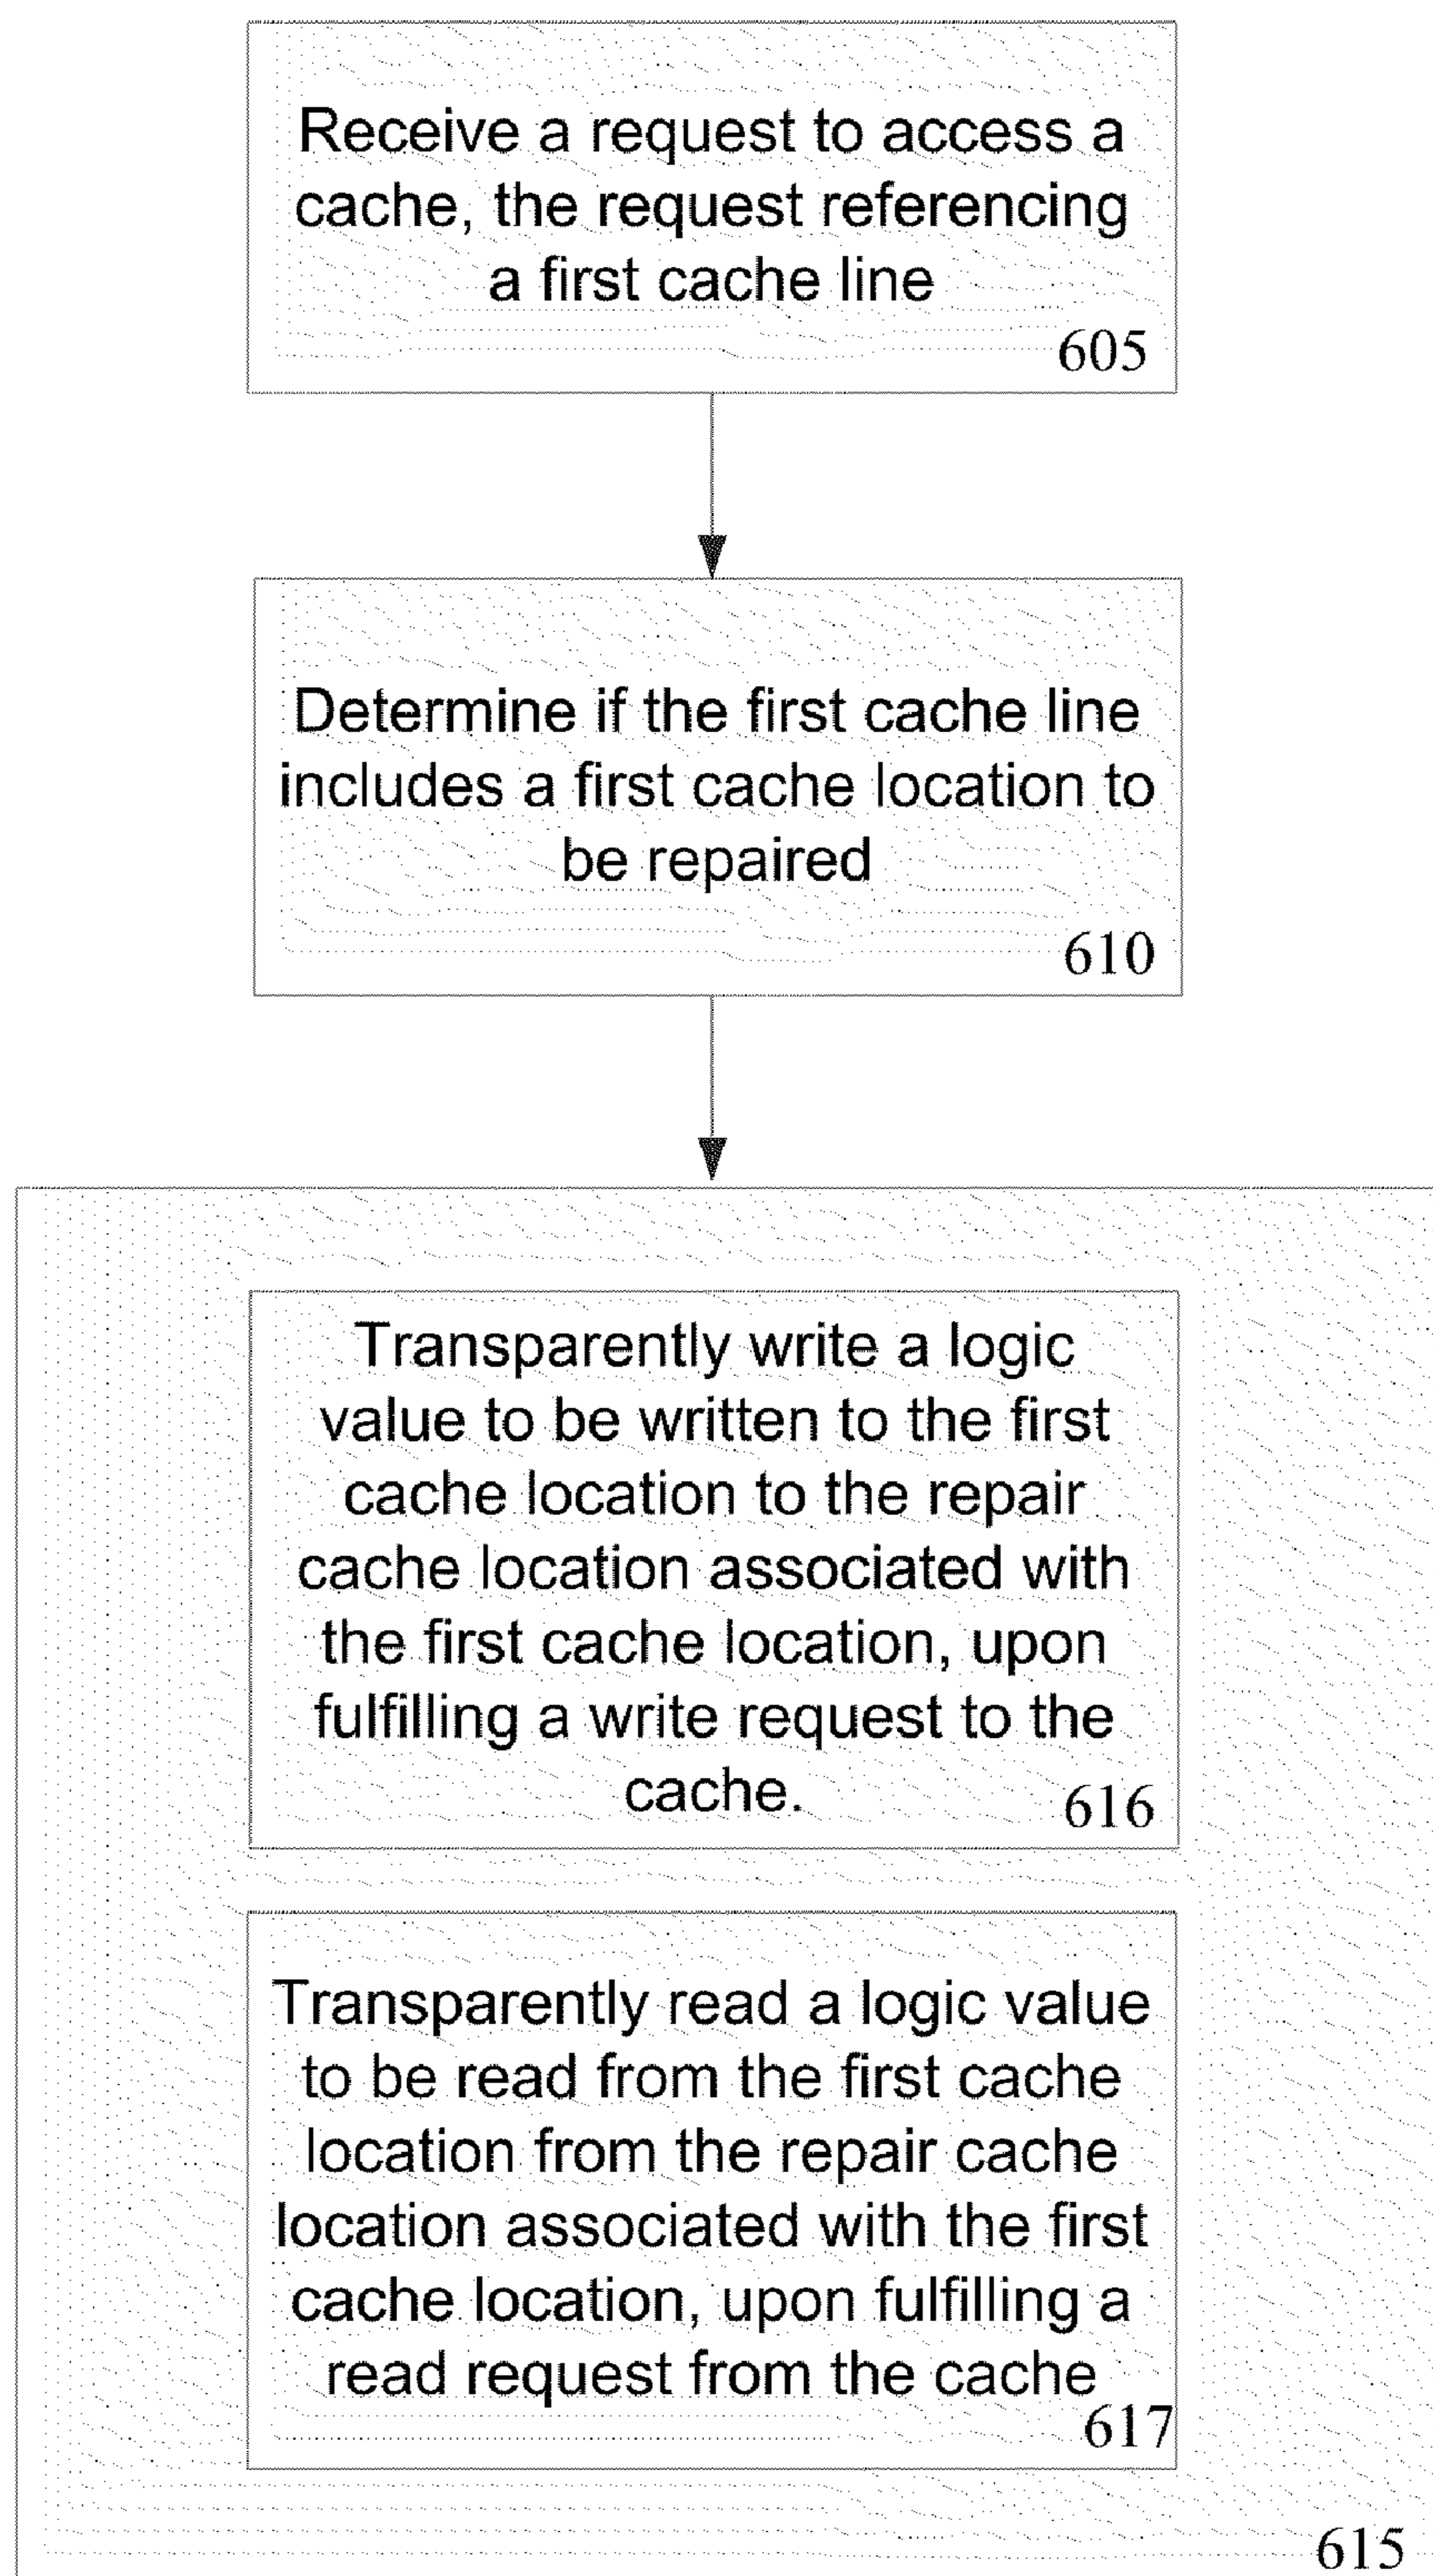 Receive a request to access a
cache, the request referencing
a first cache line
605
Determine if the first cache line
includes a first cache location to
be repaired
610
Transparently write a logic
value to be written to the first
cache location to the repair
cache location associated with
the first cache location, upon
fulfilling a write request to the
cache.
616
Transparently read a logic value
to be read from the first cache
location from the repair cache
location associated with the first
cache location, upon fulfilling a
read request from the cache
617
615